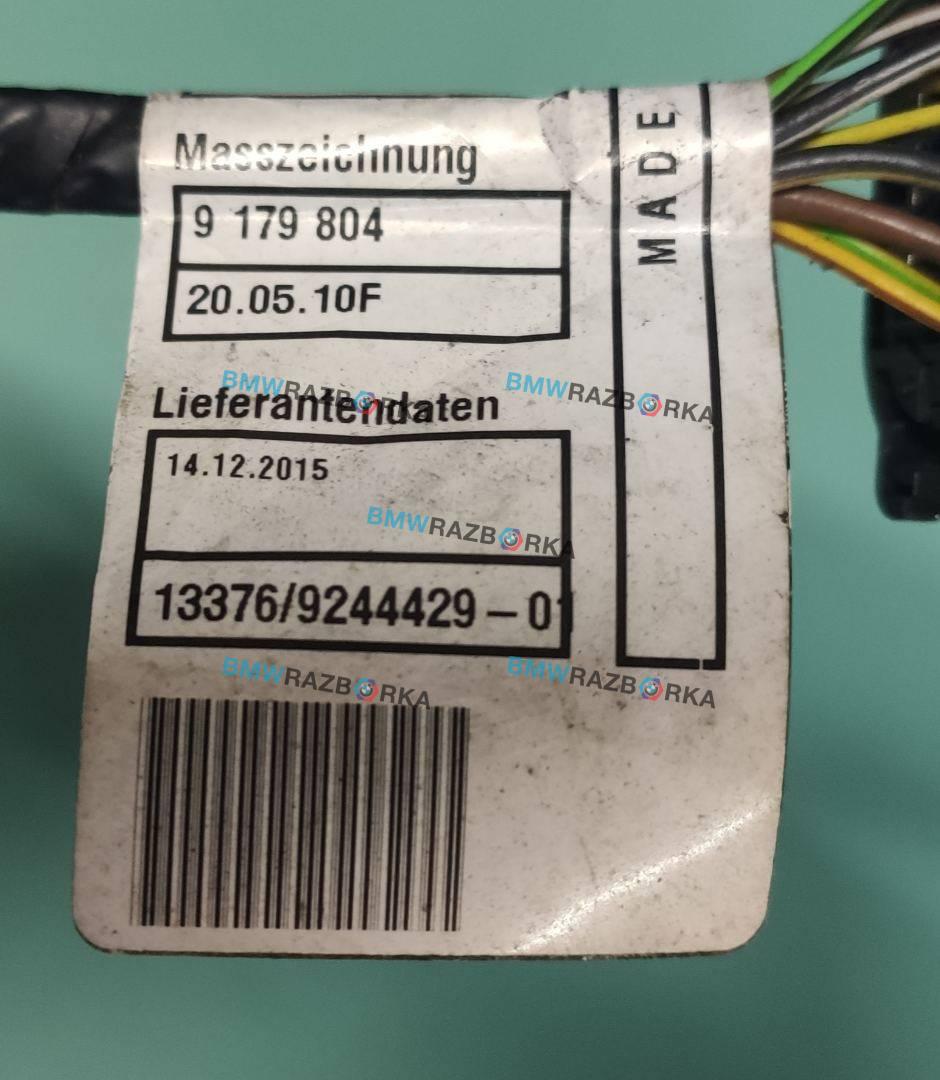 Masszeichnung
9 179 804
20.05.10F
MADE
Lieferantendaten
14.12.2015
13376/9244429-01
BMWRAZBORKA
BMWRAZBORKA
BMWRAZBORKA
BMWRAZBORKA
BMWRAZBORKA